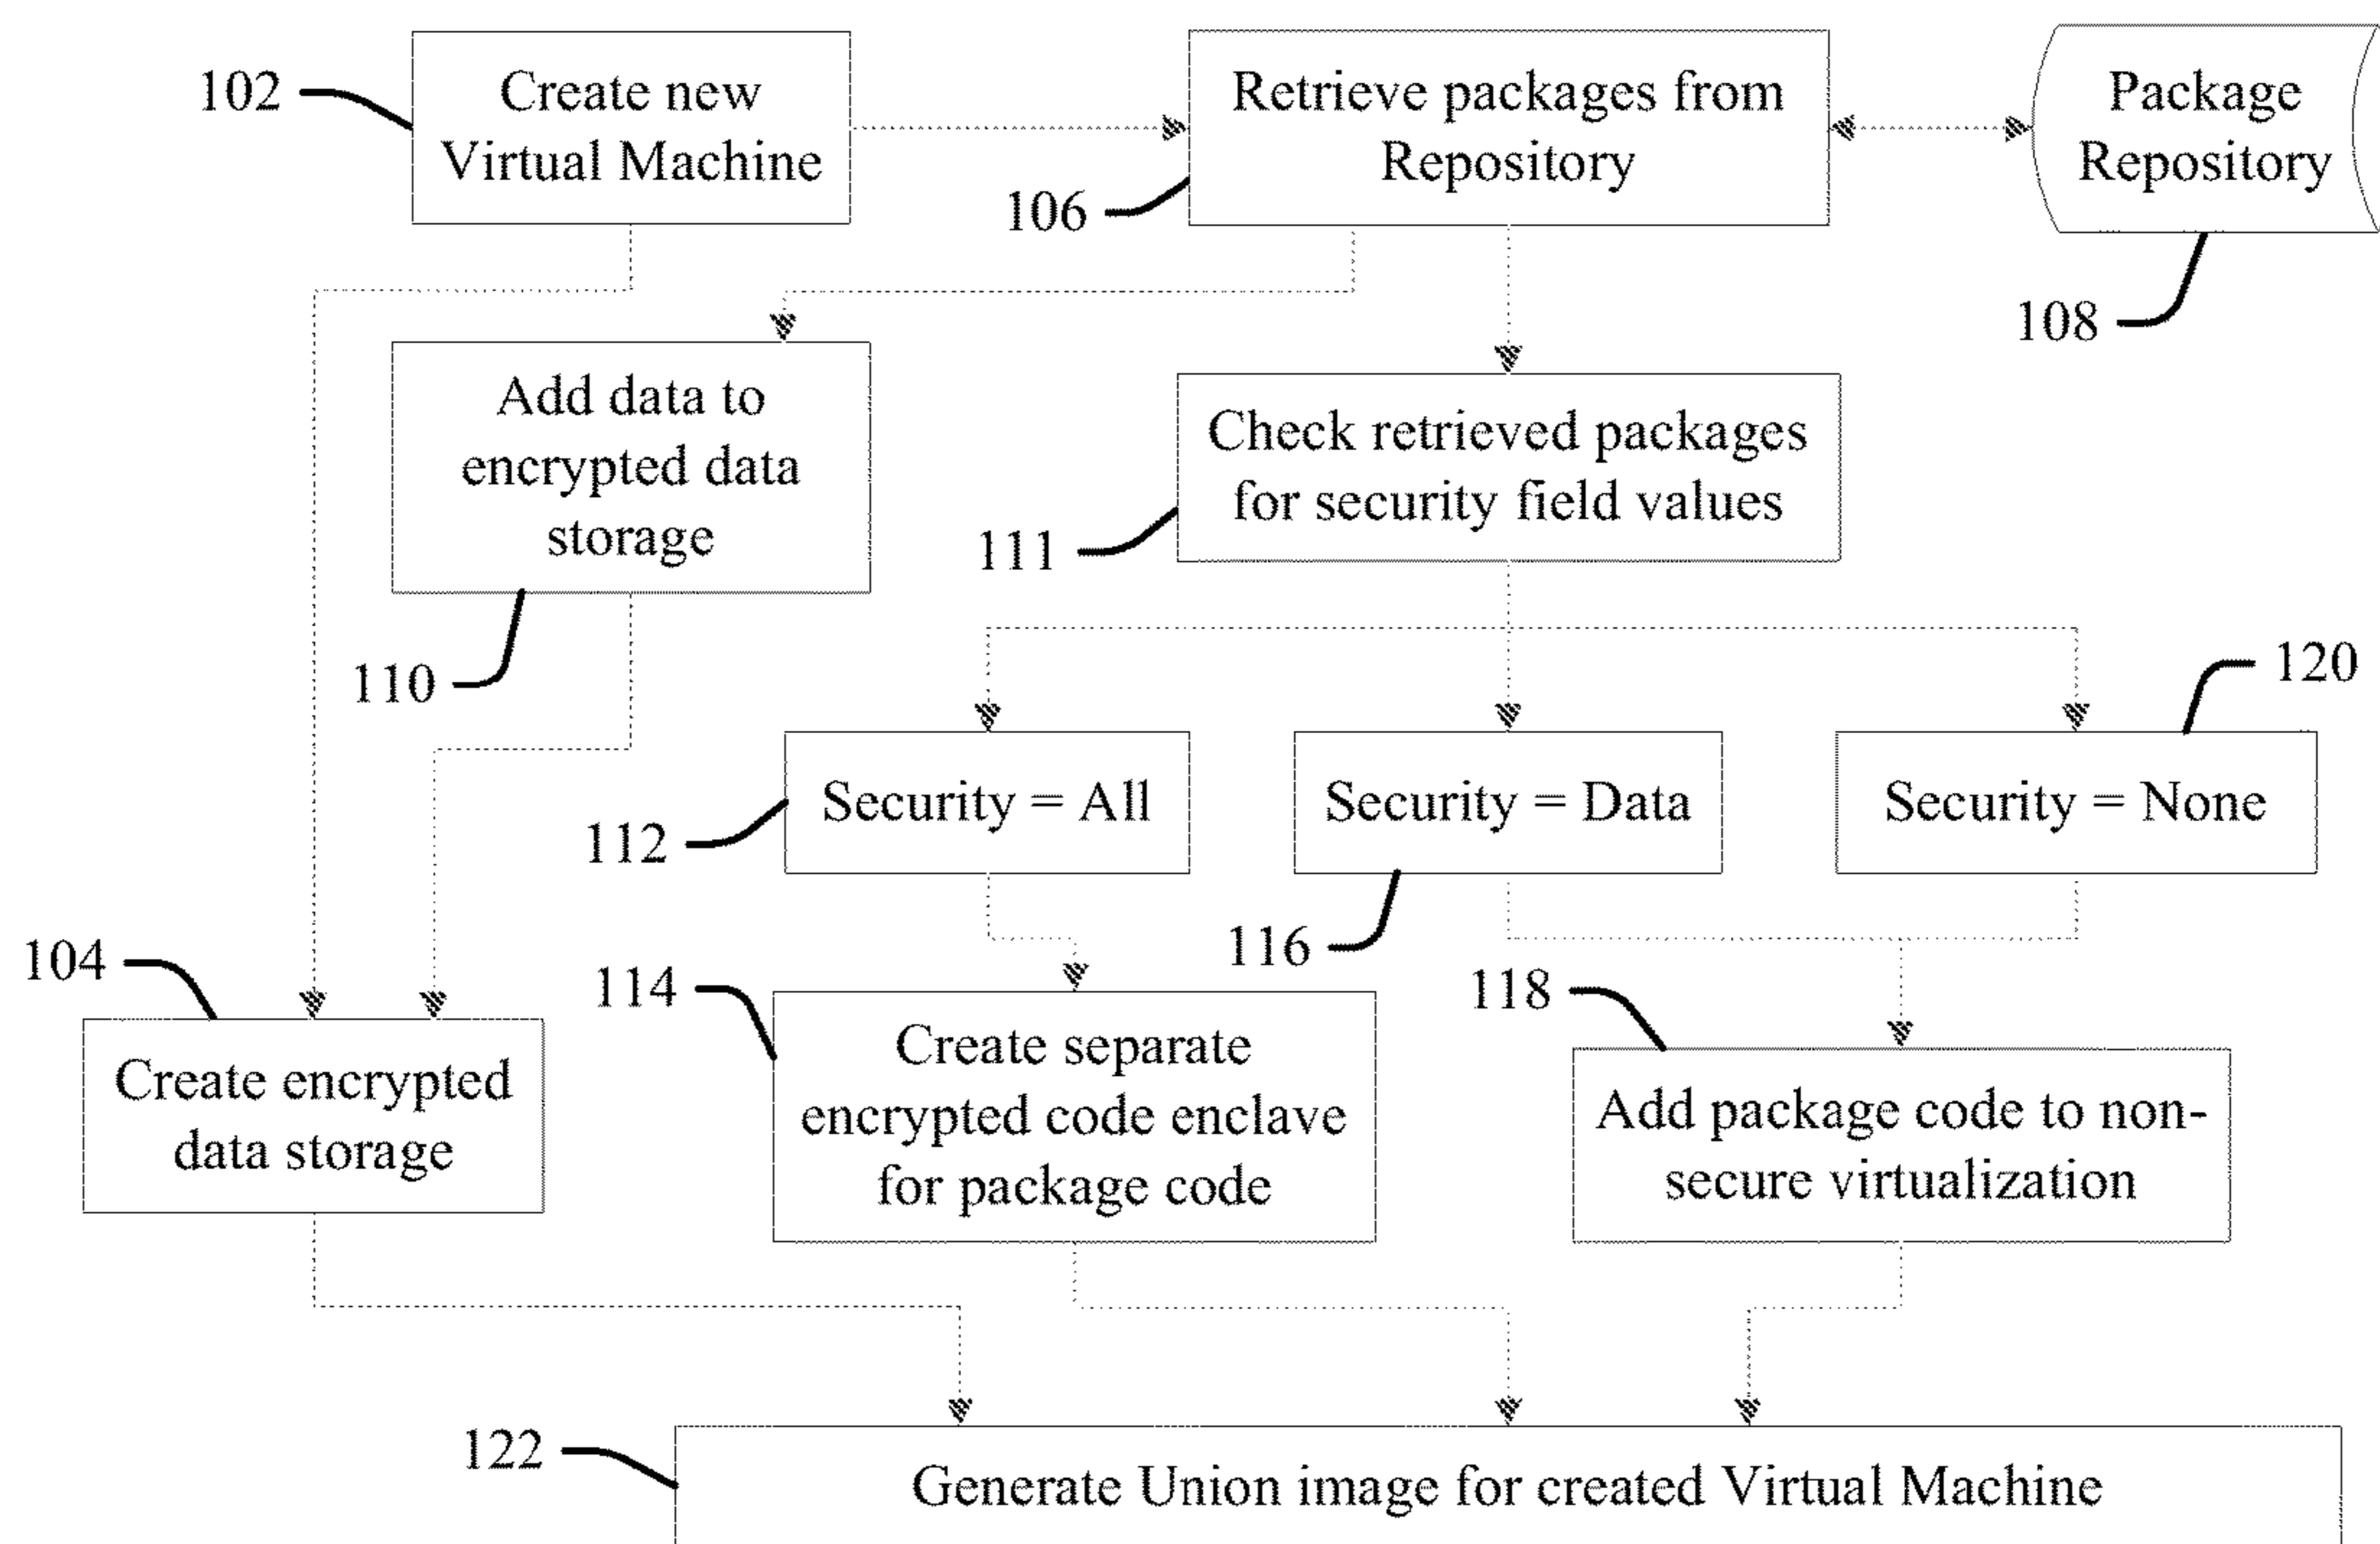 102
Create new
Virtual Machine
106
Retrieve packages from
Repository
Package
Repository
108
Add data to
encrypted data
storage
110
Check retrieved packages
for security field values
111
112
Security = All
Security = Data
116
Security = None
120
104
Create encrypted
data storage
114
Create separate
encrypted code enclave
for package code
118
Add package code to non-
secure virtualization
122
Generate Union image for created Virtual Machine